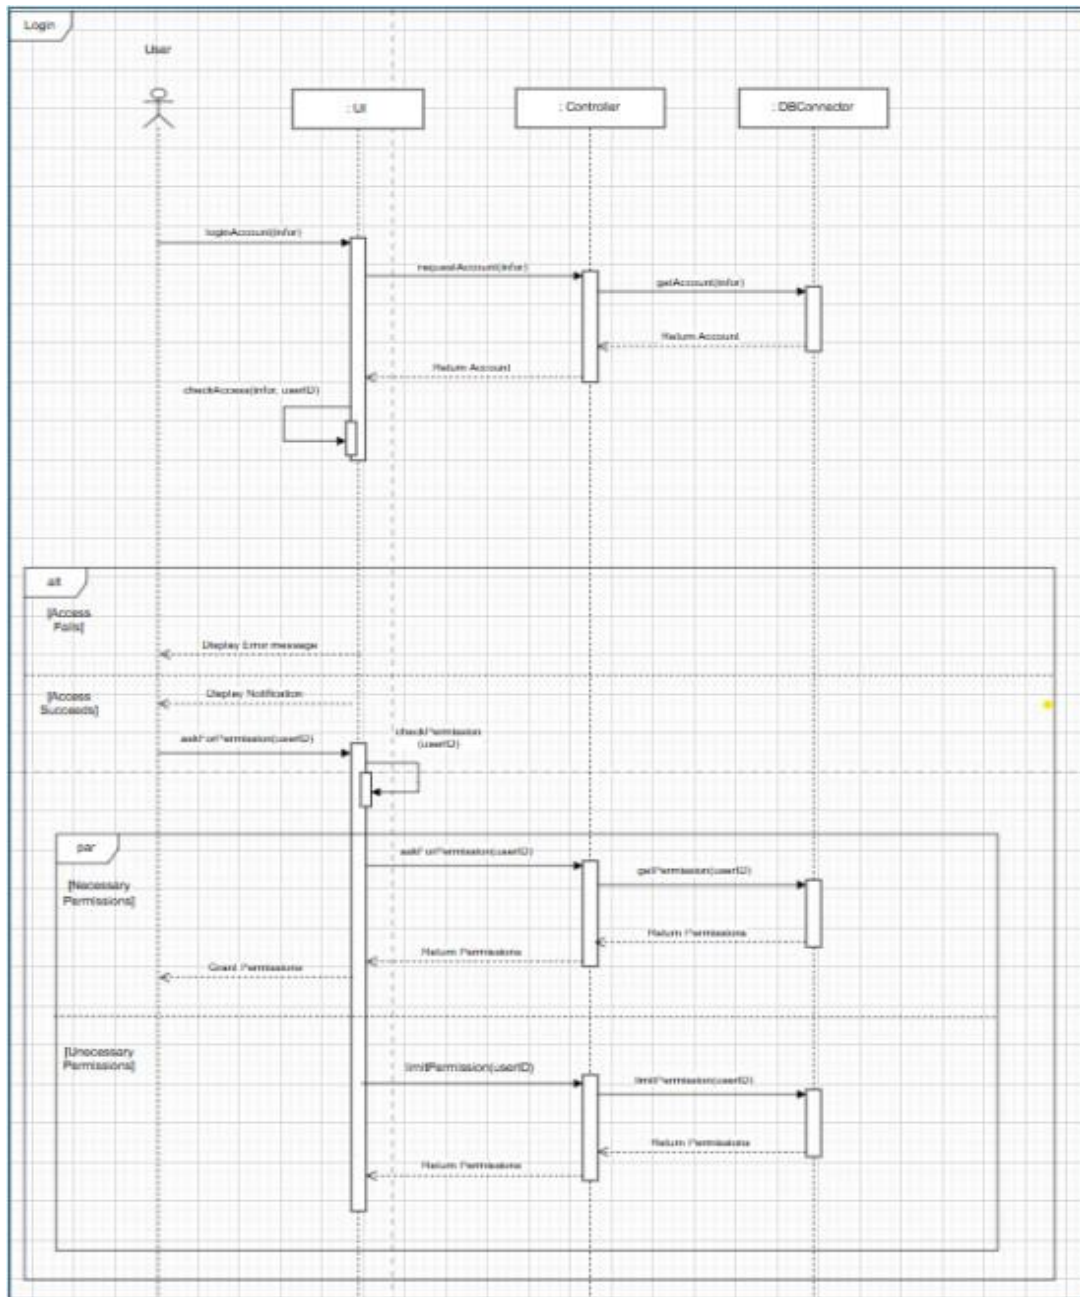 Login
User
: UI
: Controller
: DBConnector
loginAccount(infor)
requestAccount(infor)
getAccount(infor)
Return Account
Return Account
checkAccess(infor, userID)
alt
[Access
Fails]
Display Error message
[Access
Succeeds]
Display Notification
askForPermission(userID)
checkPermission
(userID)
par
[Necessary
Permissions]
askForPermission(userID)
getPermission(userID)
Return Permissions
Return Permissions
Grant Permissions
[Unecessary
Permissions]
limitPermission(userID)
limitPermission(userID)
Return Permissions
Return Permissions